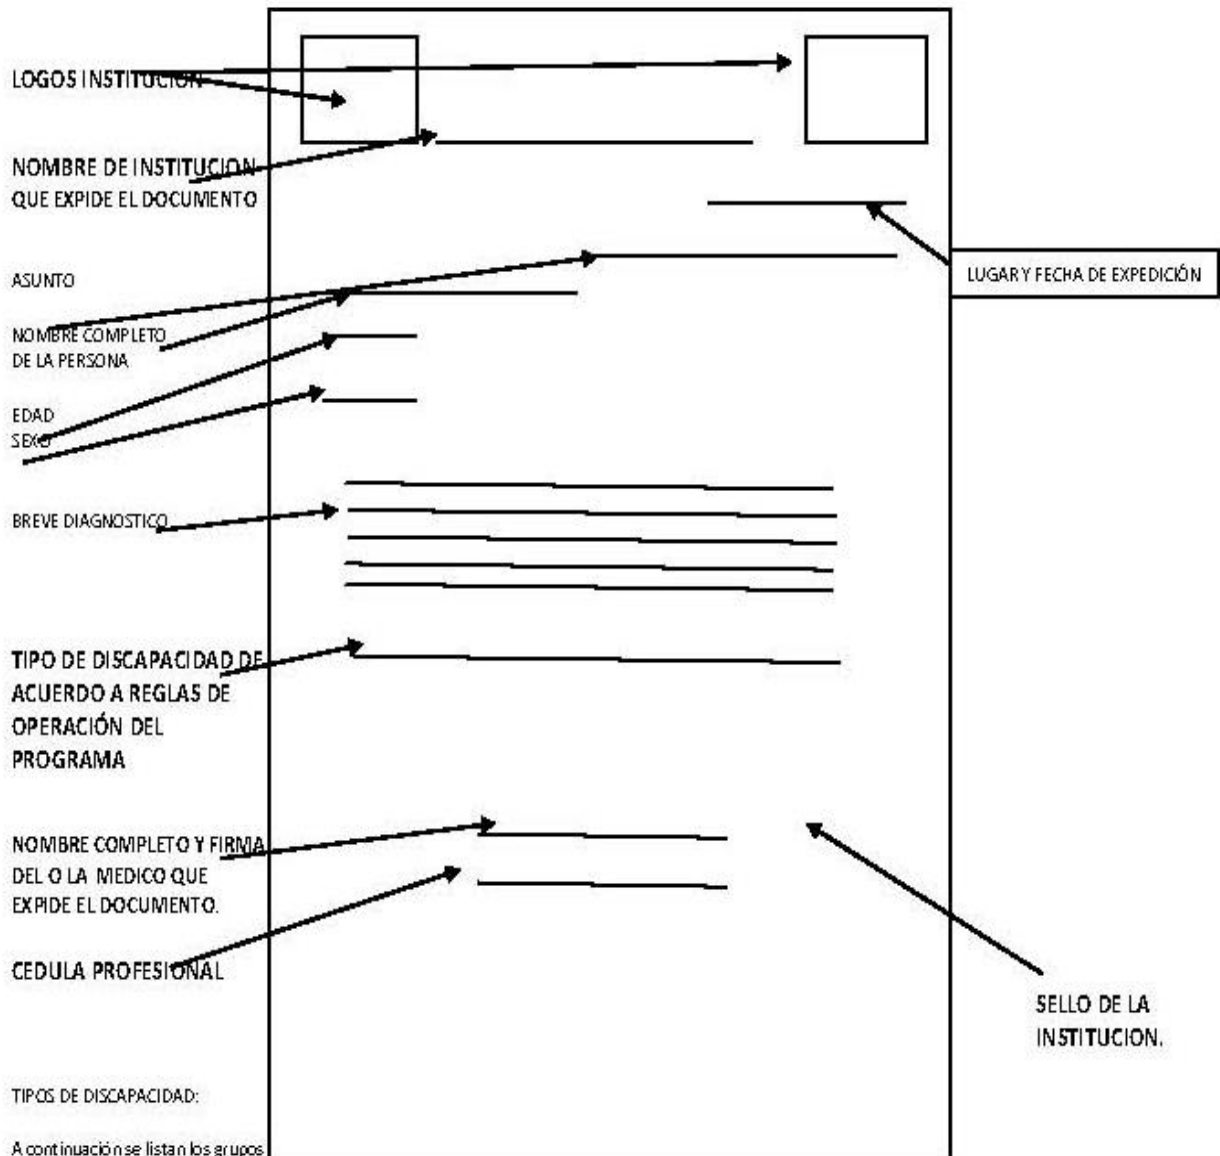 LOGOS INSTITUCION
NOMBRE DE INSTITUCION
QUE EXPIDE EL DOCUMENTO
LUGAR Y FECHA DE EXPEDICIÓN
ASUNTO
NOMBRE COMPLETO
DE LA PERSONA
EDAD
SEXO
BREVE DIAGNOSTICO
TIPO DE DISCAPACIDAD DE
ACUERDO A REGLAS DE
OPERACIÓN DEL
PROGRAMA
NOMBRE COMPLETO Y FIRMA
DEL O LA MEDICO QUE
EXPIDE EL DOCUMENTO.
CEDULA PROFESIONAL
SELLO DE LA
INSTITUCION.
TIPOS DE DISCAPACIDAD:
A continuación se listan los grupos